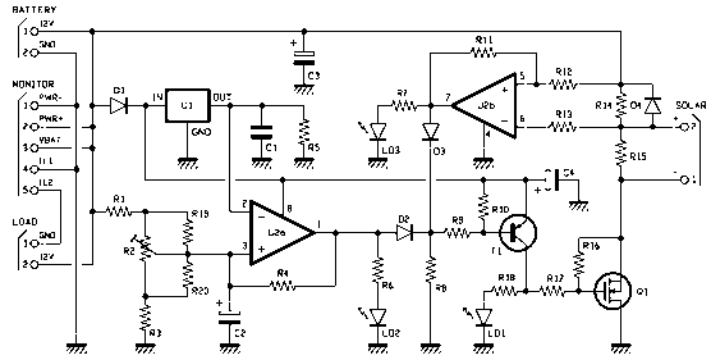 BATTERY
1 12V
2 GND
MONITOR
1 PWR-
2 PWR+
3 VBAT
4 IL1
5 IL2
LOAD
1 GND
2 12V
D1
IN U1 OUT
GND
C3
C1
R5
R11
R7
LD3
7 U2b 5 6 4
D3
R12
R13
R14
D4
R15
SOLAR
2
1
R1
R2
R3
R19
R20
2 U2a 8 1 3
R4
C2
D2
R6
LD2
R9
R8
R10
T1
C4
R18
R17
R16
LD1
Q1